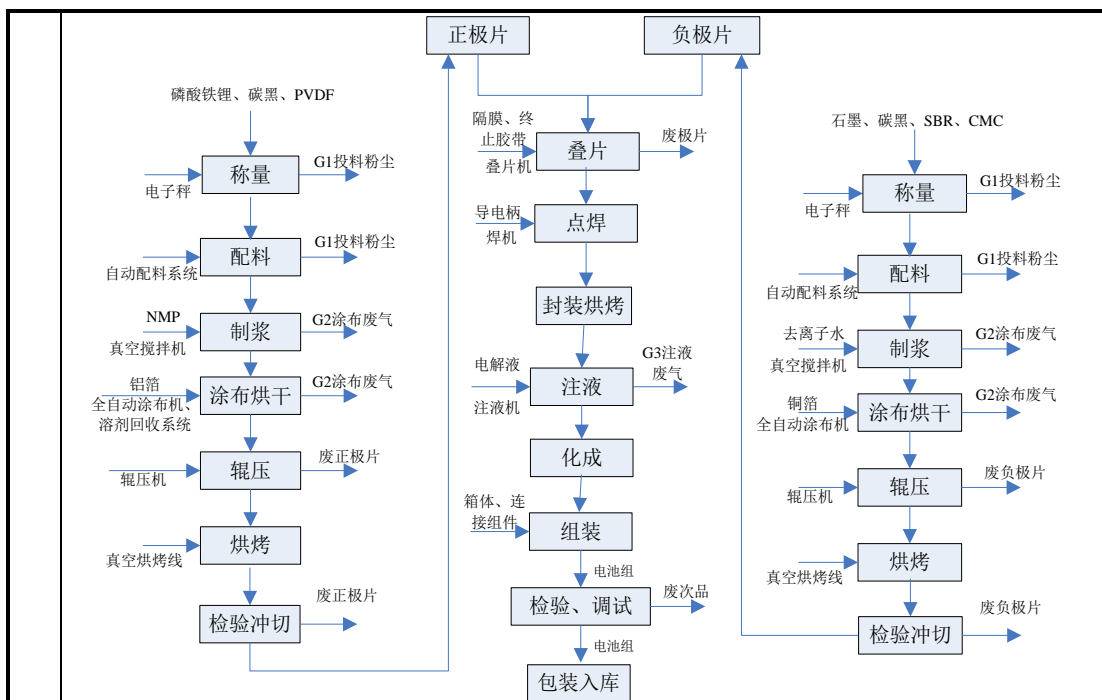 正极片
负极片
磷酸铁锂、碳黑、PVDF
称量
电子秤
G1投料粉尘
配料
自动配料系统
G1投料粉尘
NMP
真空搅拌机
制浆
G2涂布废气
铝箔
全自动涂布机、
溶剂回收系统
涂布烘干
G2涂布废气
辊压机
辊压
废正极片
真空烘烤线
烘烤
检验冲切
废正极片
隔膜、终
止胶带
叠片机
叠片
废极片
导电柄
焊机
点焊
封装烘烤
电解液
注液机
注液
G3注液
废气
化成
箱体、连
接组件
组装
电池组
检验、调试
废次品
电池组
包装入库
石墨、碳黑、SBR、CMC
称量
电子秤
G1投料粉尘
配料
自动配料系统
G1投料粉尘
去离子水
真空搅拌机
制浆
G2涂布废气
铜箔
全自动涂布机
涂布烘干
G2涂布废气
辊压机
辊压
废负极片
真空烘烤线
烘烤
检验冲切
废负极片